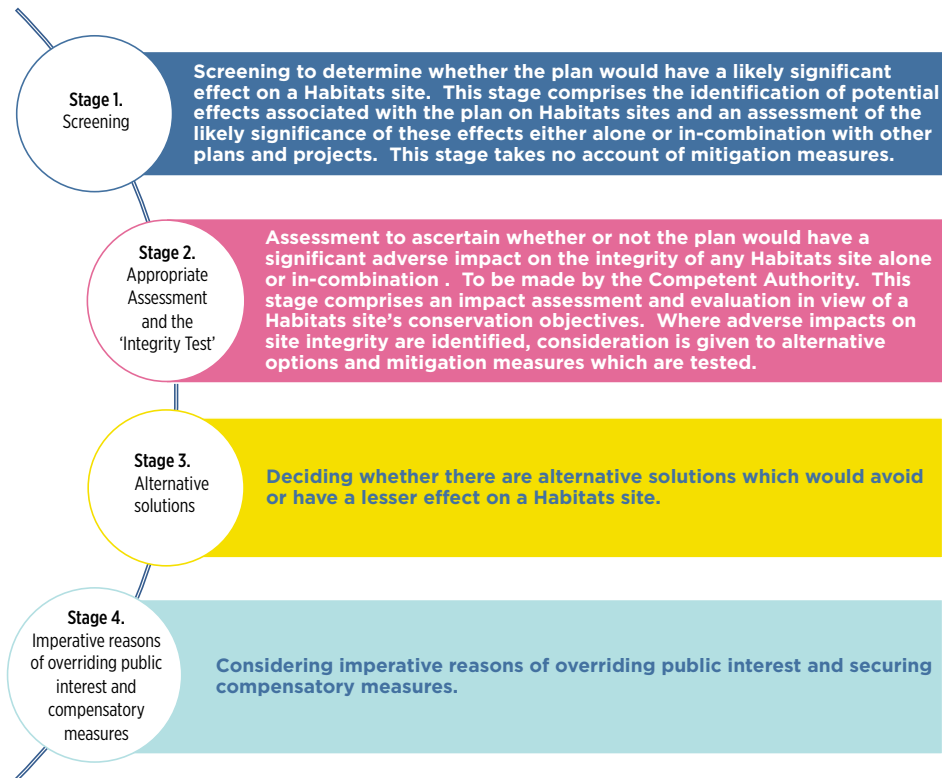 Stage 1.
Screening
Screening to determine whether the plan would have a likely significant
effect on a Habitats site. This stage comprises the identification of potential
effects associated with the plan on Habitats sites and an assessment of the
likely significance of these effects either alone or in-combination with other
plans and projects. This stage takes no account of mitigation measures.
Stage 2.
Appropriate
Assessment
and the
‘Integrity Test’
Assessment to ascertain whether or not the plan would have a
significant adverse impact on the integrity of any Habitats site alone
or in-combination . To be made by the Competent Authority. This
stage comprises an impact assessment and evaluation in view of a
Habitats site’s conservation objectives. Where adverse impacts on
site integrity are identified, consideration is given to alternative
options and mitigation measures which are tested.
Stage 3.
Alternative
solutions
Deciding whether there are alternative solutions which would avoid
or have a lesser effect on a Habitats site.
Stage 4.
Imperative reasons
of overriding public
interest and
compensatory
measures
Considering imperative reasons of overriding public interest and securing
compensatory measures.